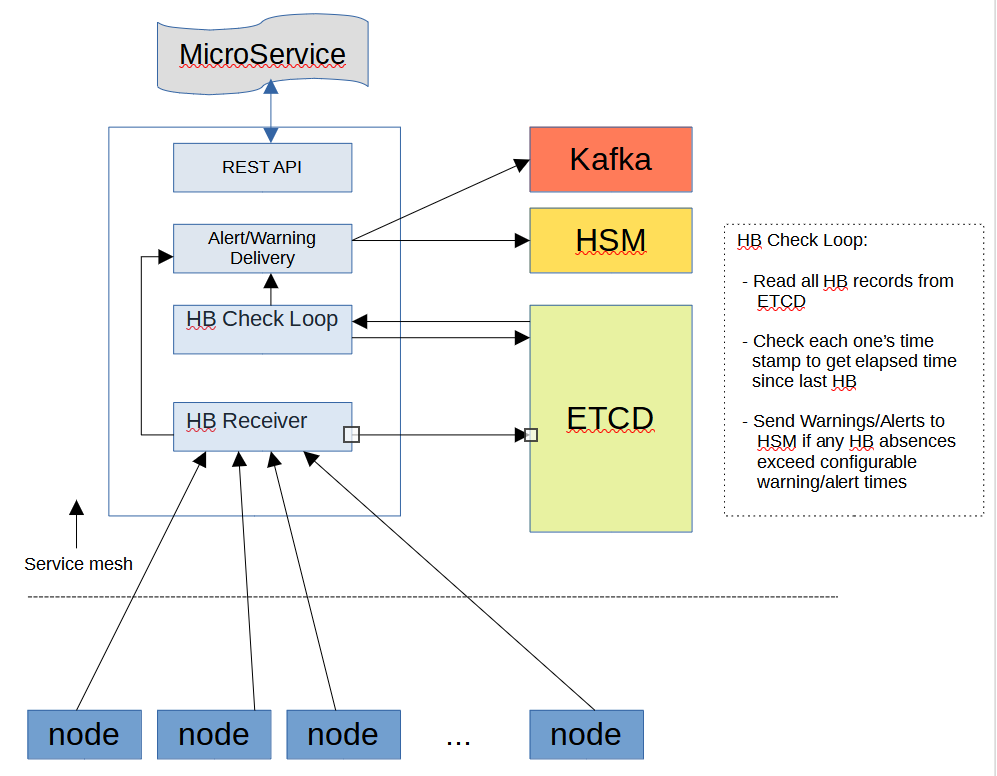 MicroService
REST API
Alert/Warning
Delivery
HB Check Loop
HB Receiver
Kafka
HSM
ETCD
HB Check Loop:
- Read all HB records from
ETCD
- Check each one's time
stamp to get elapsed time
since last HB
- Send Warnings/Alerts to
HSM if any HB absences
exceed configurable
warning/alert times
Service mesh
node
node
node
...
node